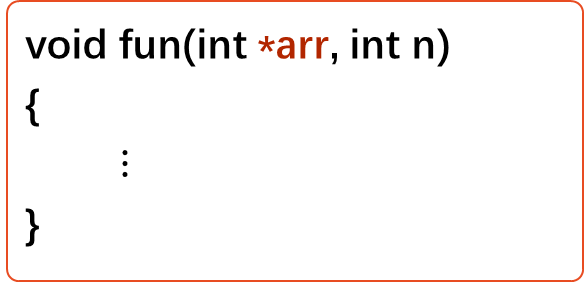 void fun(int *arr, int n)
{
⋮
}